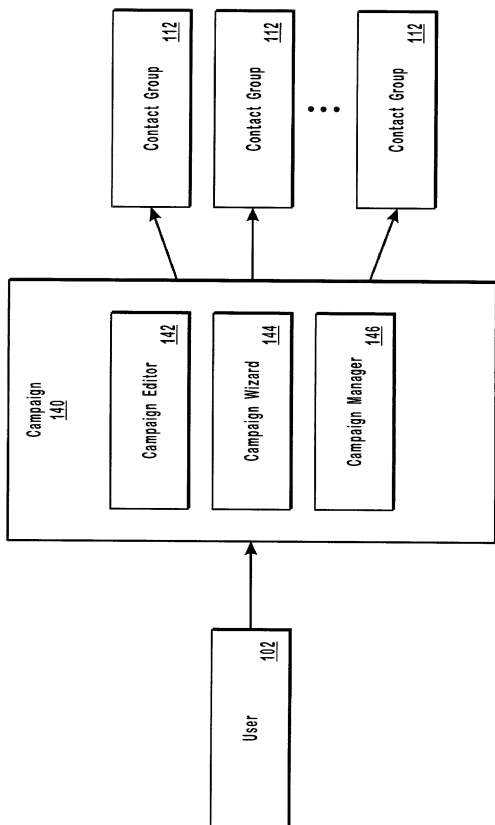 User
102
Campaign
140
Campaign Editor
142
Campaign Wizard
144
Campaign Manager
146
Contact Group
112
Contact Group
112
Contact Group
112